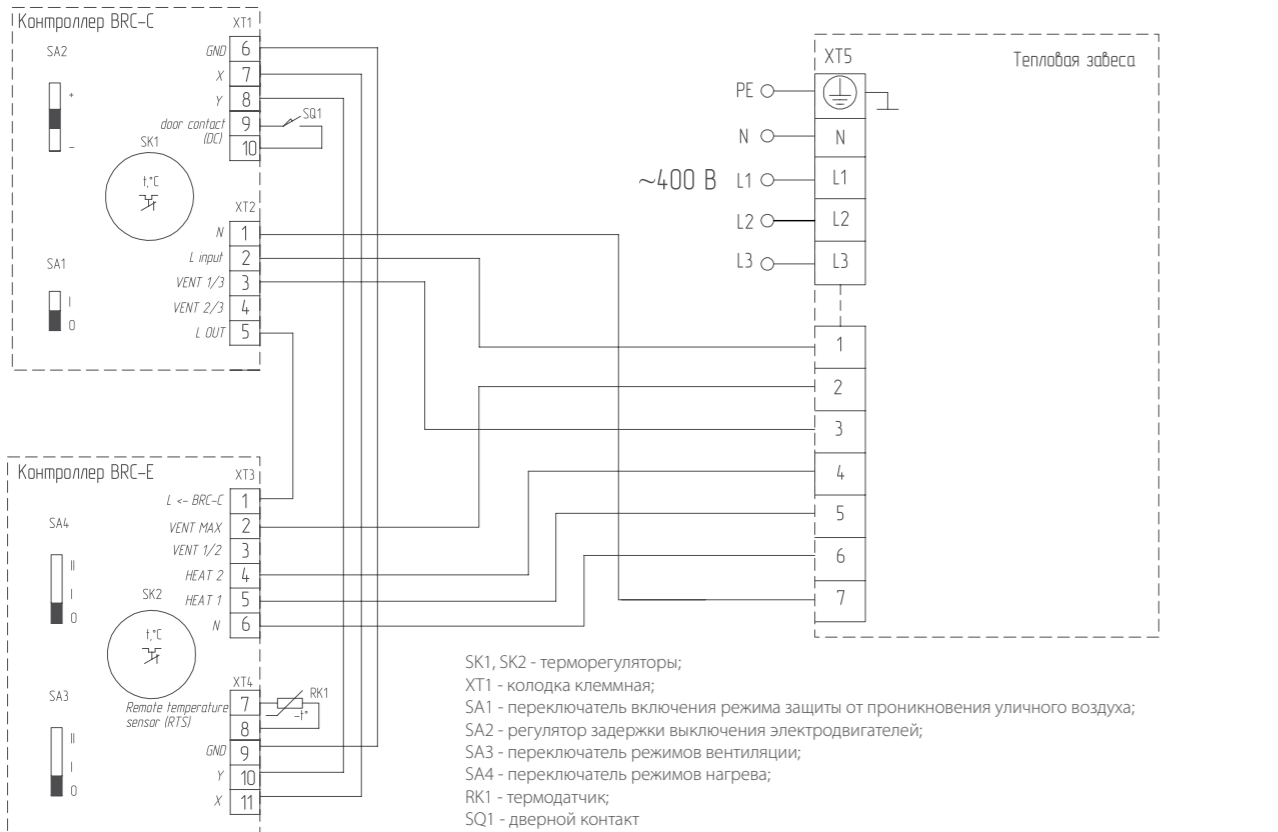 Контроллер BRC-C
XT1
SA2
+
-
GND 6
X 7
Y 8
door contact (DC) 9
10
SQ1
SK1
t,°C
XT2
N 1
L input 2
VENT 1/3 3
VENT 2/3 4
L OUT 5
SA1
I
0
Контроллер BRC-E
XT3
L <- BRC-C 1
VENT MAX 2
VENT 1/2 3
HEAT 2 4
HEAT 1 5
N 6
SA4
II
I
0
SK2
t,°C
XT4
Remote temperature 7
sensor (RTS) 8
GND 9
Y 10
X 11
RK1
-t°
SA3
II
I
0
Тепловая завеса
XT5
PE
N N
~400 В L1 L1
L2 L2
L3 L3
1
2
3
4
5
6
7
SK1, SK2 - терморегуляторы;
XT1 - колодка клеммная;
SA1 - переключатель включения режима защиты от проникновения уличного воздуха;
SA2 - регулятор задержки выключения электродвигателей;
SA3 - переключатель режимов вентиляции;
SA4 - переключатель режимов нагрева;
RK1 - термодатчик;
SQ1 - дверной контакт